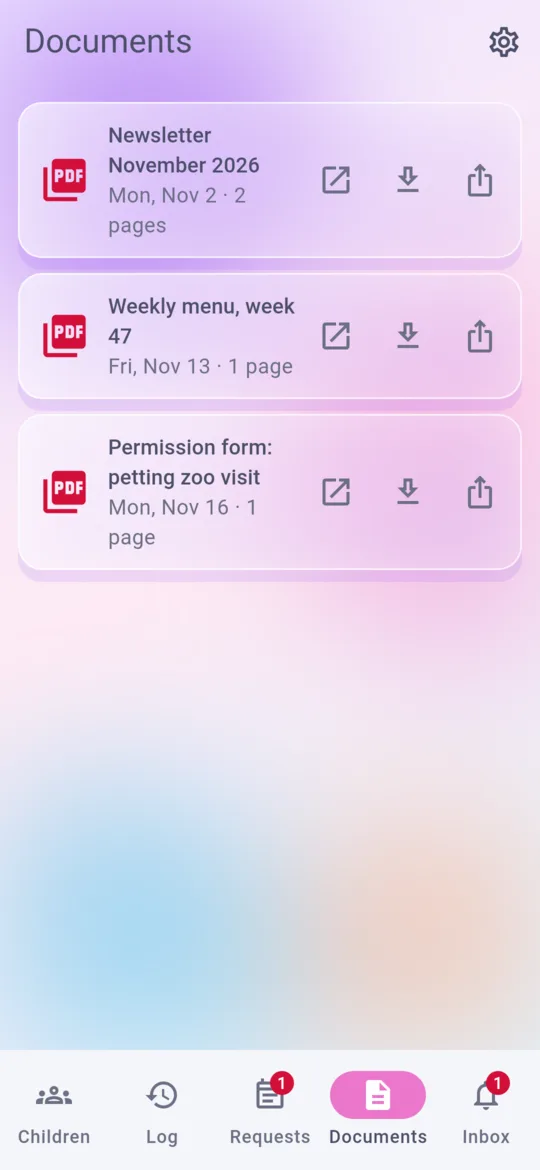 Documents
PDF
Newsletter
November 2026
Mon, Nov 2 · 2
pages
PDF
Weekly menu, week
47
Fri, Nov 13 · 1 page
PDF
Permission form:
petting zoo visit
Mon, Nov 16 · 1
page
1
1
Children
Log
Requests
Documents
Inbox